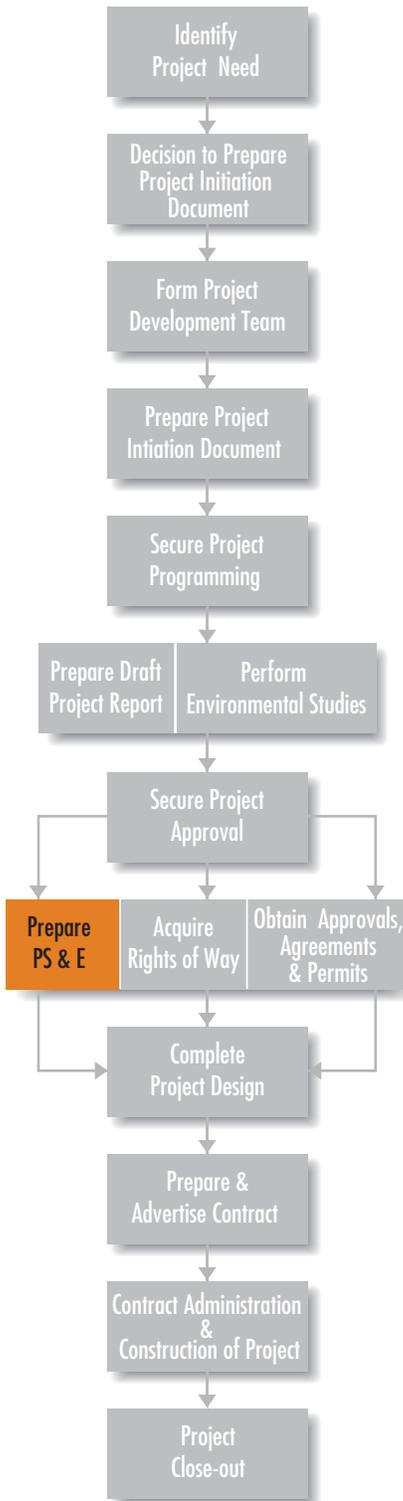 Identify
Project Need
Decision to Prepare
Project Initiation
Document
Form Project
Development Team
Prepare Project
Intiation Document
Secure Project
Programming
Prepare Draft
Project Report
Perform
Environmental Studies
Secure Project
Approval
Prepare
PS & E
Acquire
Rights of Way
Obtain Approvals,
Agreements
& Permits
Complete
Project Design
Prepare &
Advertise Contract
Contract Administration
&
Construction of Project
Project
Close-out